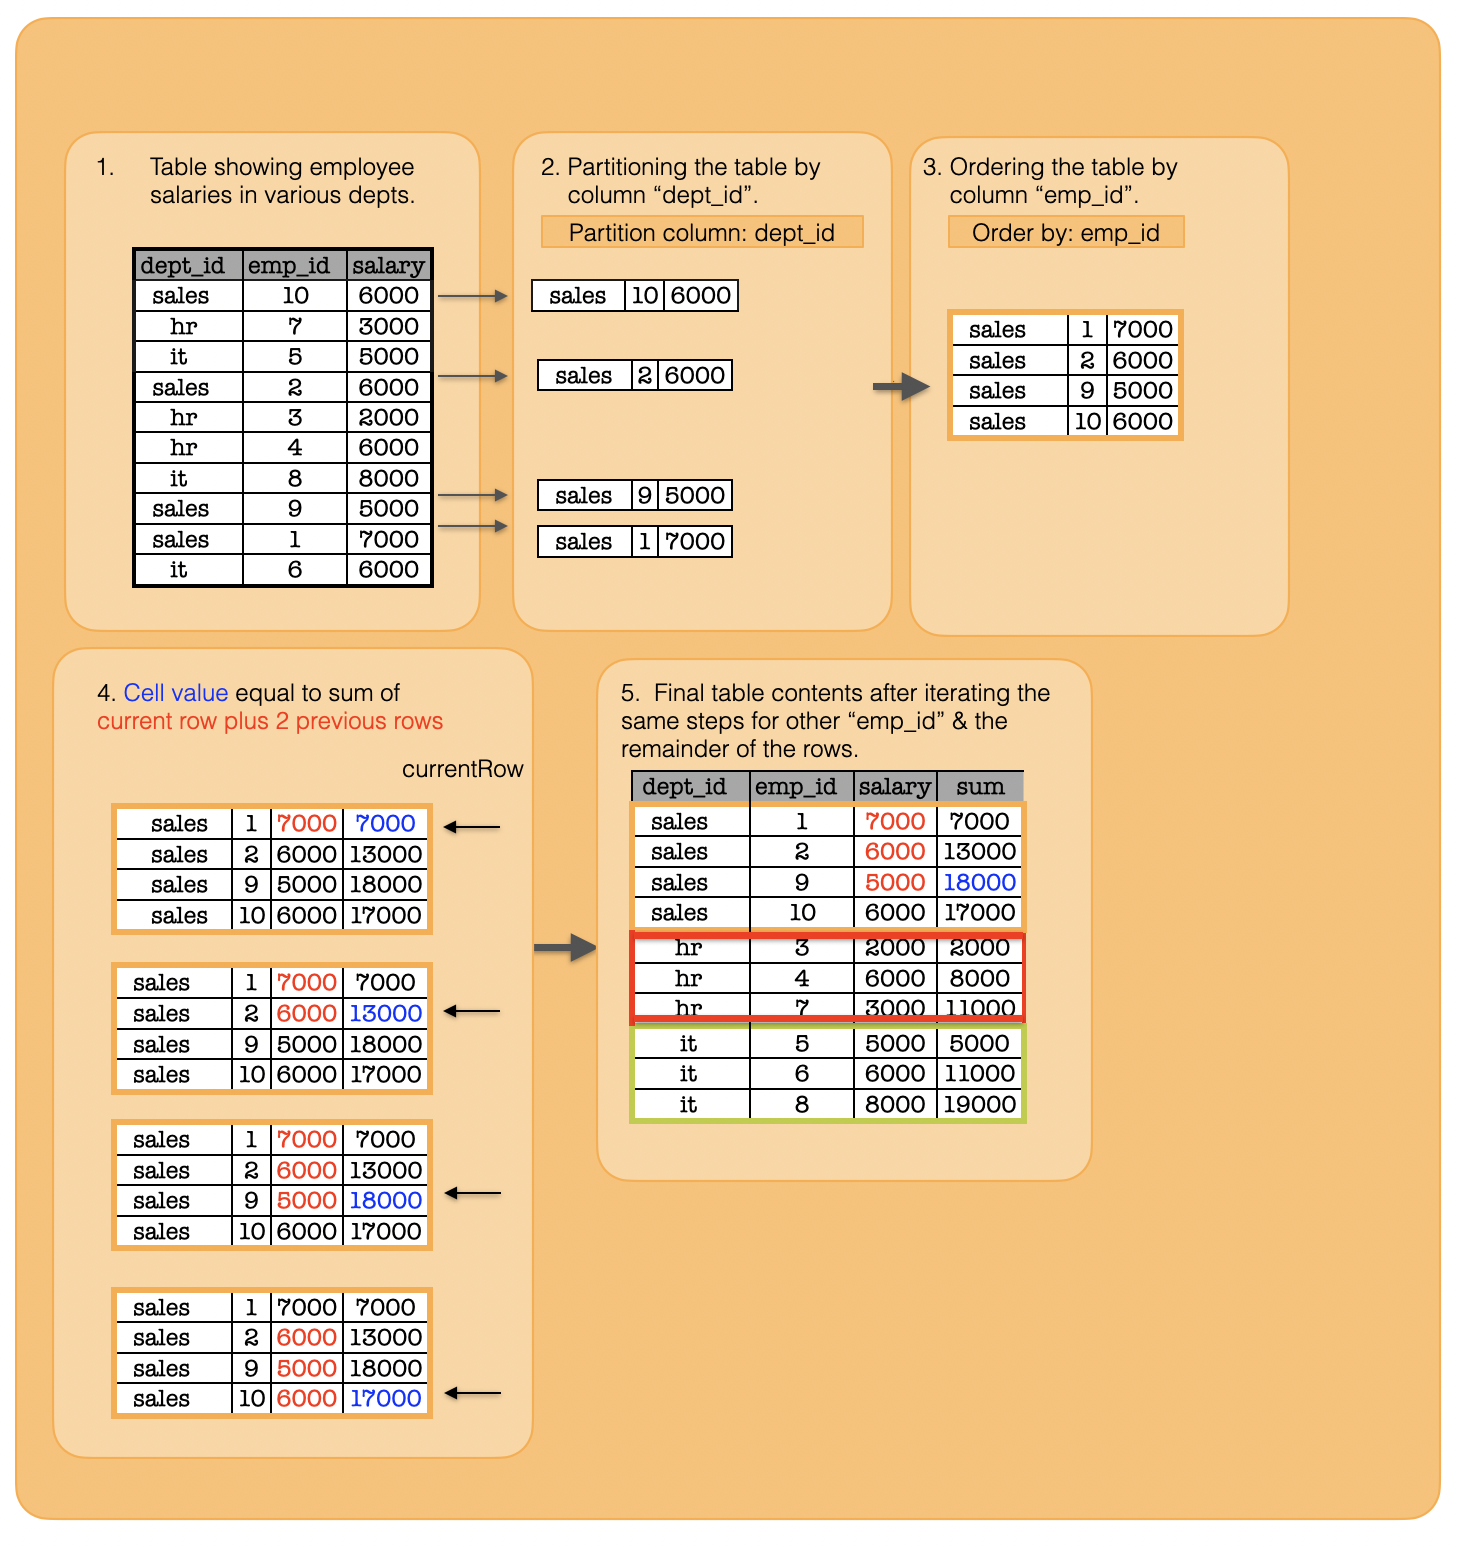 1. Table showing employee
salaries in various depts.
dept_id emp_id salary
sales 10 6000
hr 7 3000
it 5 5000
sales 2 6000
hr 3 2000
hr 4 6000
it 8 8000
sales 9 5000
sales 1 7000
it 6 6000
2. Partitioning the table by
column “dept_id”.
Partition column: dept_id
sales 10 6000
sales 2 6000
sales 9 5000
sales 1 7000
3. Ordering the table by
column “emp_id”.
Order by: emp_id
sales 1 7000
sales 2 6000
sales 9 5000
sales 10 6000
4. Cell value equal to sum of
current row plus 2 previous rows
currentRow
sales 1 7000 7000
sales 2 6000 13000
sales 9 5000 18000
sales 10 6000 17000
sales 1 7000 7000
sales 2 6000 13000
sales 9 5000 18000
sales 10 6000 17000
sales 1 7000 7000
sales 2 6000 13000
sales 9 5000 18000
sales 10 6000 17000
sales 1 7000 7000
sales 2 6000 13000
sales 9 5000 18000
sales 10 6000 17000
5. Final table contents after iterating the
same steps for other “emp_id” & the
remainder of the rows.
dept_id emp_id salary sum
sales 1 7000 7000
sales 2 6000 13000
sales 9 5000 18000
sales 10 6000 17000
hr 3 2000 2000
hr 4 6000 8000
hr 7 3000 11000
it 5 5000 5000
it 6 6000 11000
it 8 8000 19000